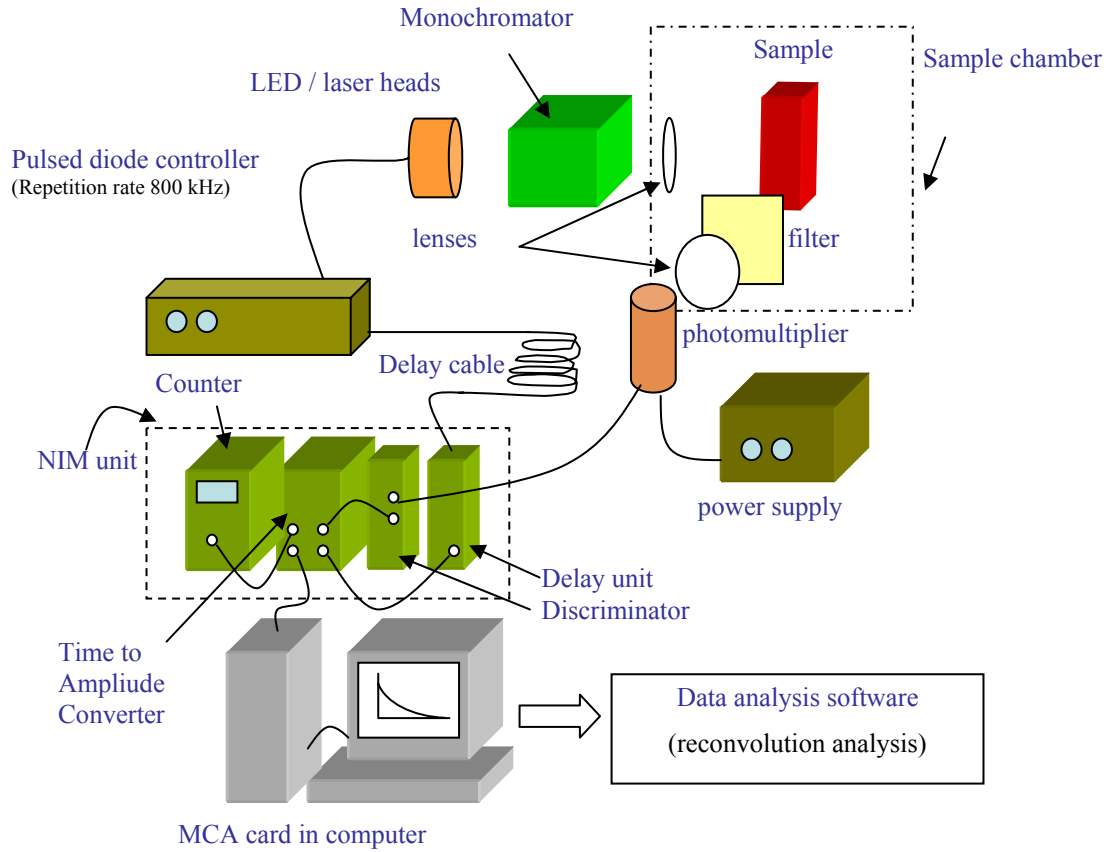 Monochromator
Sample
Sample chamber
LED / laser heads
Pulsed diode controller
(Repetition rate 800 kHz)
lenses
filter
photomultiplier
Delay cable
Counter
NIM unit
power supply
Delay unit
Discriminator
Time to
Ampliude
Converter
Data analysis software
(reconvolution analysis)
MCA card in computer